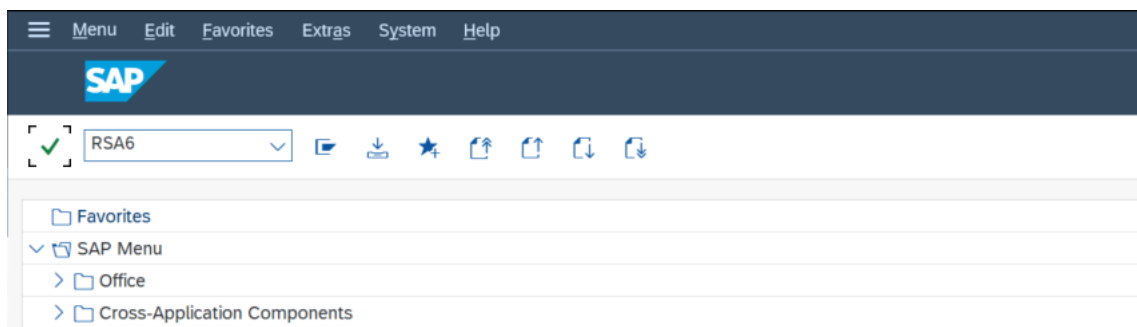 Menu Edit Favorites Extras System Help
SAP
RSA6
Favorites
SAP Menu
Office
Cross-Application Components